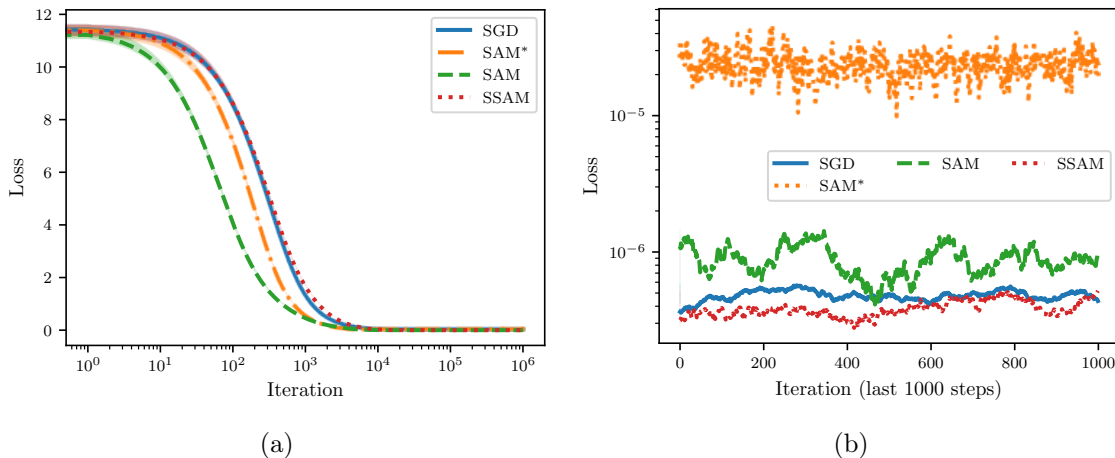 12
10
8
6
4
2
0
Loss
10^0
10^1
10^2
10^3
10^4
10^5
10^6
Iteration
SGD
SAM*
SAM
SSAM
(a)
10^−5
10^−6
Loss
0
200
400
600
800
1000
Iteration (last 1000 steps)
SGD
SAM*
SAM
SSAM
(b)